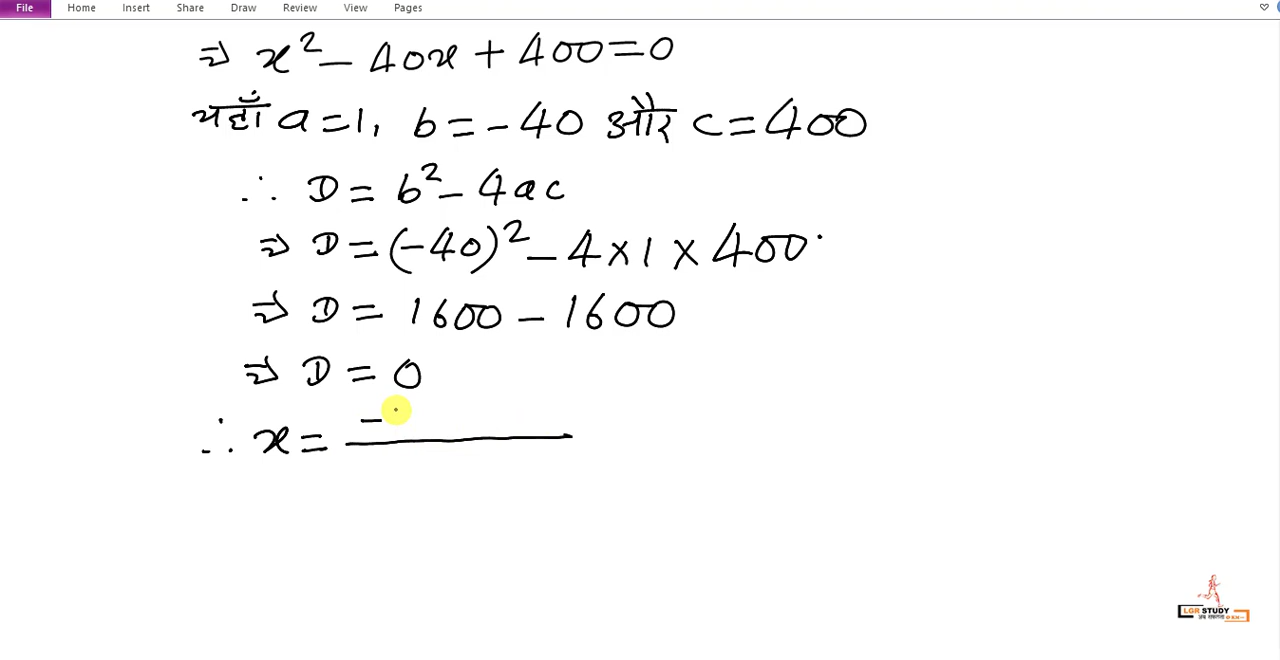 File Home Insert Share Draw Review View Pages
⇒ x² - 40x + 400 = 0
यहाँ a = 1, b = -40 और c = 400
∴ D = b² - 4ac
⇒ D = (-40)² - 4 × 1 × 400
⇒ D = 1600 - 1600
⇒ D = 0
∴ x = -
LGR STUDY